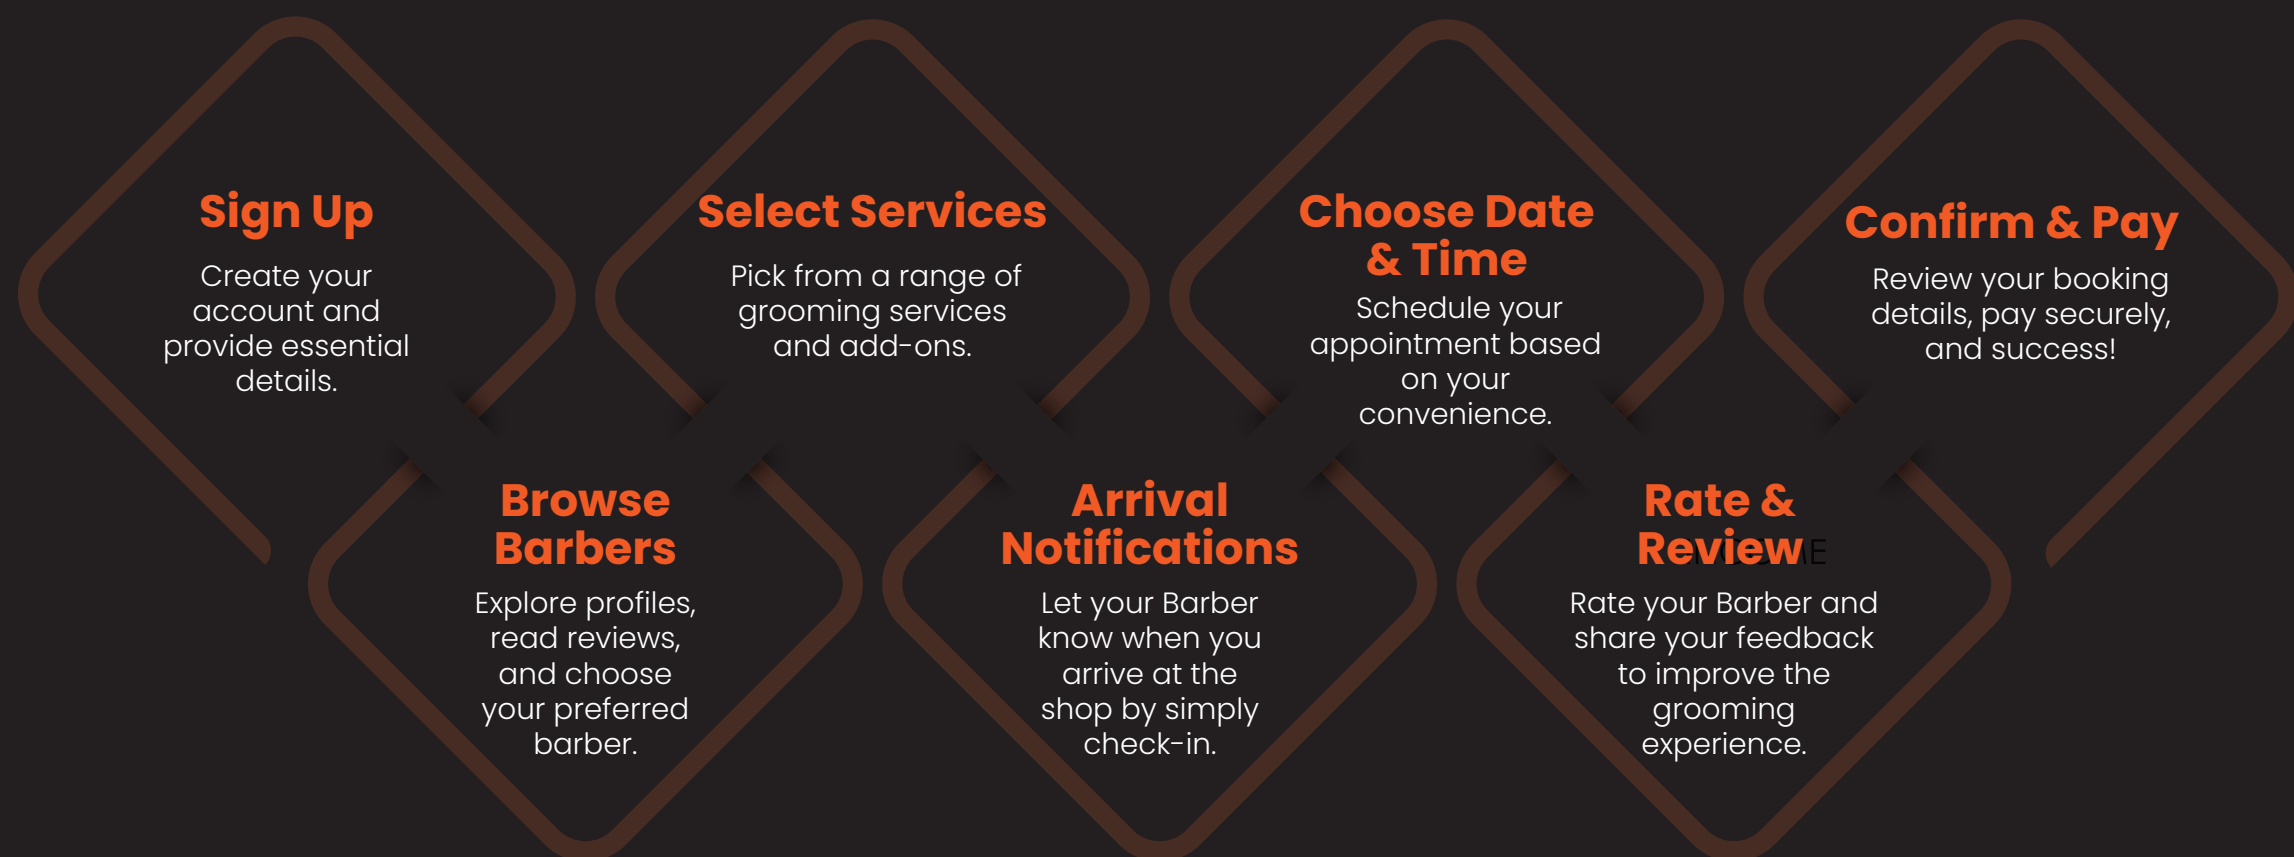 Sign Up
Create your
account and
provide essential
details.
Browse
Barbers
Explore profiles,
read reviews,
and choose
your preferred
barber.
Select Services
Pick from a range of
grooming services
and add-ons.
Arrival
Notifications
Let your Barber
know when you
arrive at the
shop by simply
check-in.
Choose Date
& Time
Schedule your
appointment based
on your
convenience.
Rate &
Review
Rate your Barber and
share your feedback
to improve the
grooming
experience.
Confirm & Pay
Review your booking
details, pay securely,
and success!